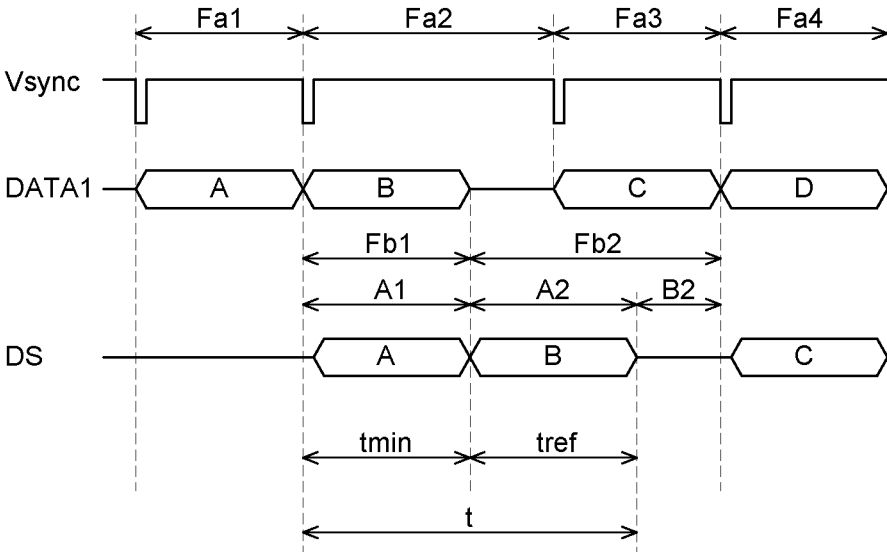 Fa1 Fa2 Fa3 Fa4
Vsync
DATA1 A B C D
Fb1 Fb2
A1 A2 B2
DS A B C
tmin tref
t